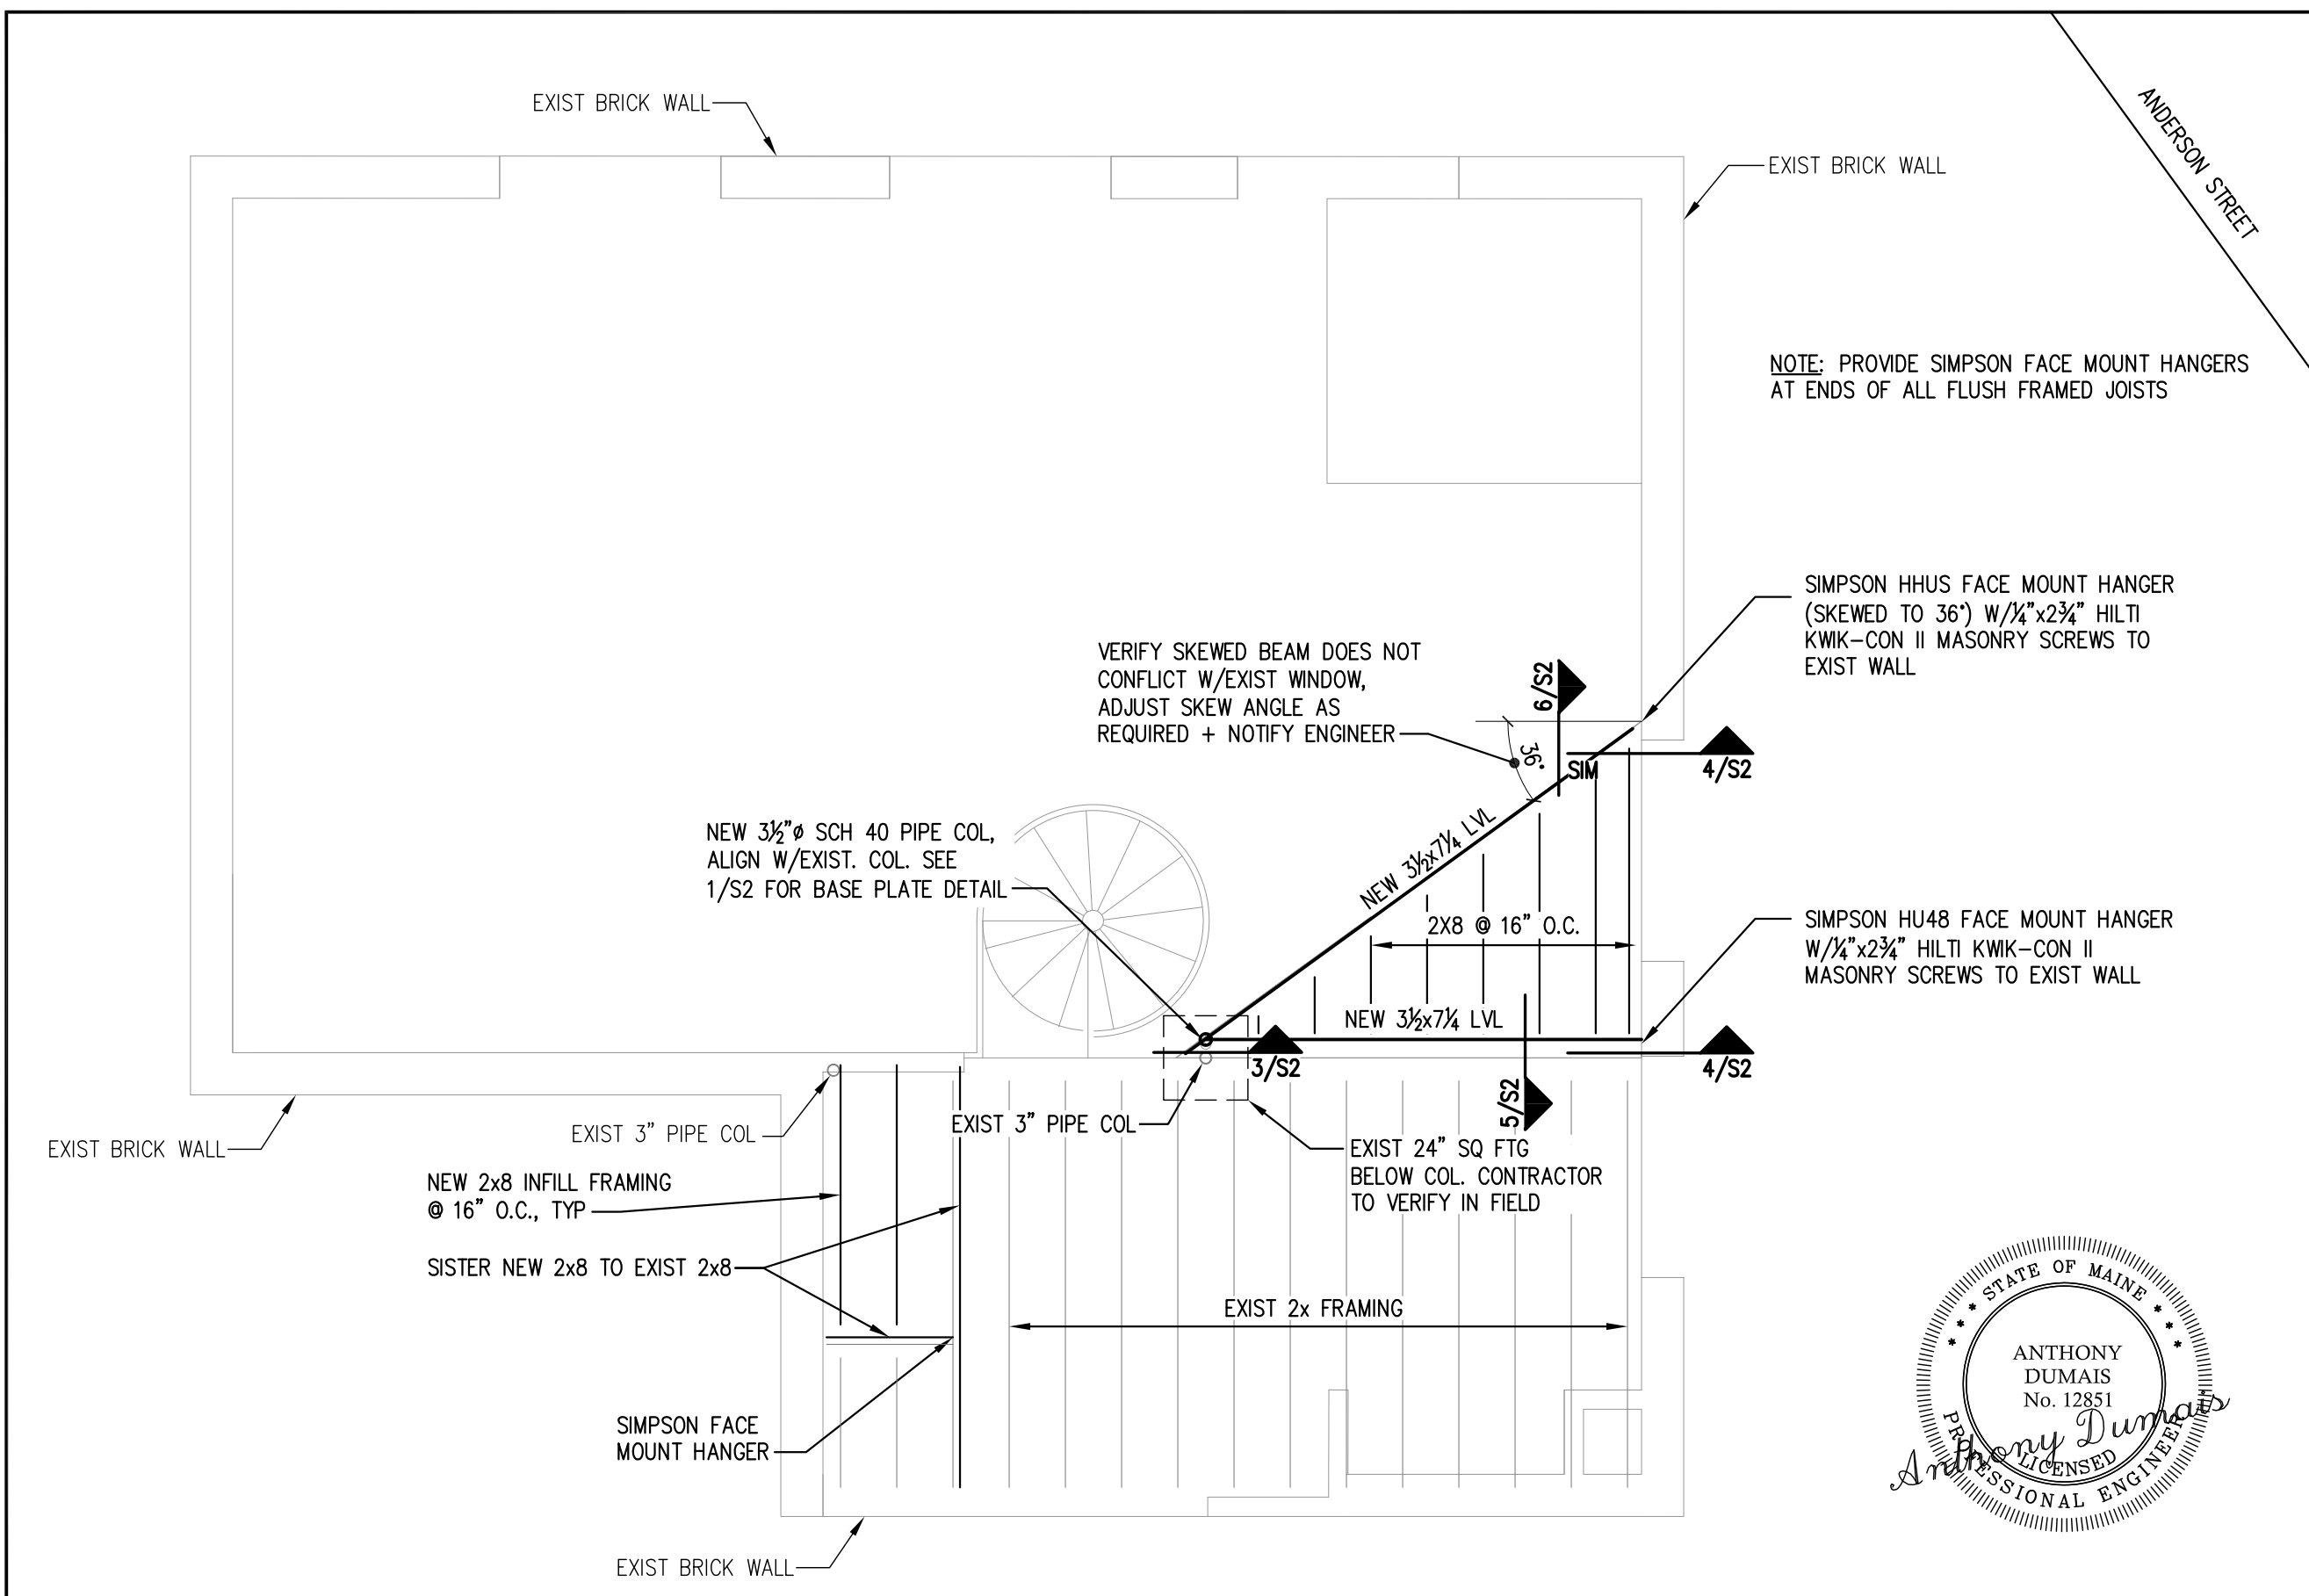 EXIST BRICK WALL
ANDERSON STREET
EXIST BRICK WALL
NOTE: PROVIDE SIMPSON FACE MOUNT HANGERS
AT ENDS OF ALL FLUSH FRAMED JOISTS
SIMPSON HHUS FACE MOUNT HANGER
(SKEWED TO 36°) W/¼"x2¾" HILTI
KWIK-CON II MASONRY SCREWS TO
EXIST WALL
VERIFY SKEWED BEAM DOES NOT
CONFLICT W/EXIST WINDOW,
ADJUST SKEW ANGLE AS
REQUIRED + NOTIFY ENGINEER
6/S2
36°
SIM
4/S2
NEW 3½"ø SCH 40 PIPE COL,
ALIGN W/EXIST. COL. SEE
1/S2 FOR BASE PLATE DETAIL
NEW 3½x7¼ LVL
2X8 @ 16" O.C.
SIMPSON HU48 FACE MOUNT HANGER
W/¼"x2¾" HILTI KWIK-CON II
MASONRY SCREWS TO EXIST WALL
NEW 3½x7¼ LVL
3/S2
4/S2
5/S2
EXIST 3" PIPE COL
EXIST 3" PIPE COL
EXIST BRICK WALL
EXIST 24" SQ FTG
BELOW COL. CONTRACTOR
TO VERIFY IN FIELD
NEW 2x8 INFILL FRAMING
@ 16" O.C., TYP
SISTER NEW 2x8 TO EXIST 2x8
EXIST 2x FRAMING
SIMPSON FACE
MOUNT HANGER
EXIST BRICK WALL
* * * STATE OF MAINE * * *
ANTHONY
DUMAIS
No. 12851
Anthony Dumais
LICENSED
PROFESSIONAL ENGINEER